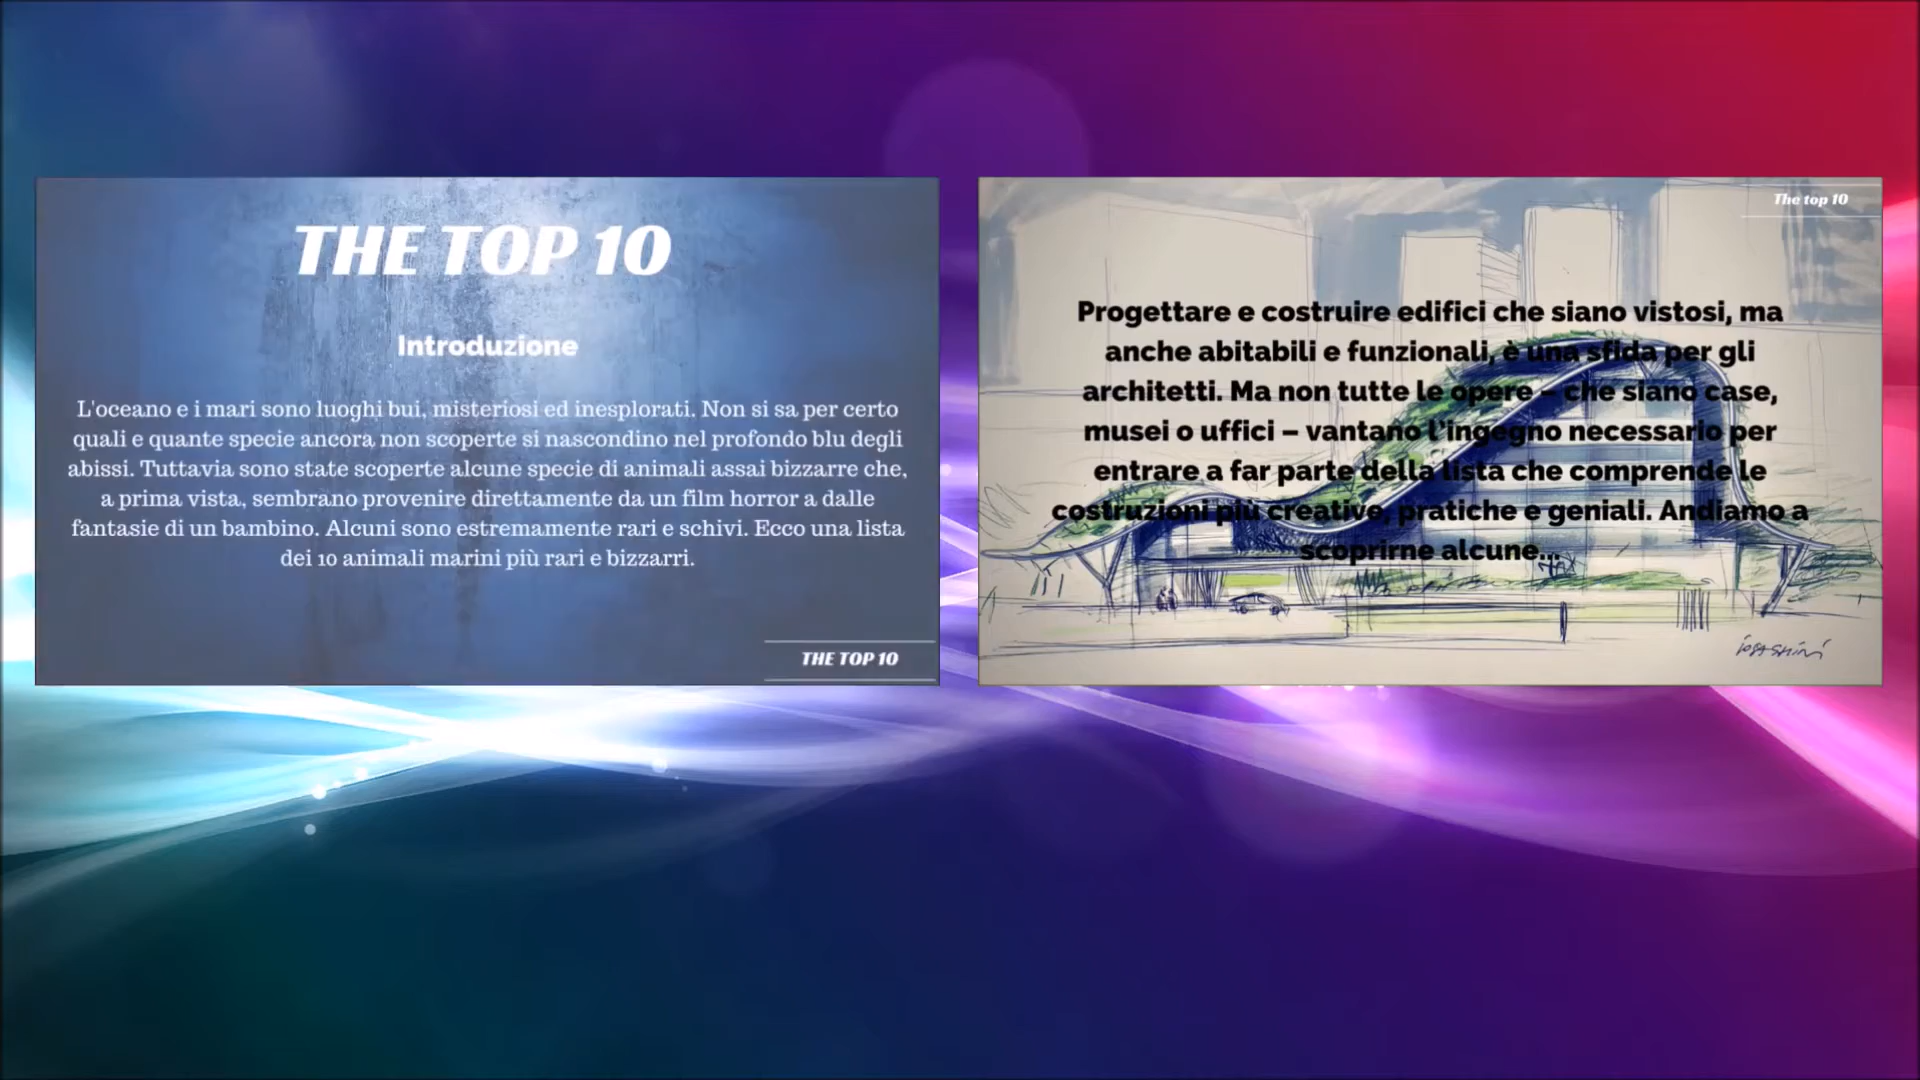 THE TOP 10
Introduzione
L'oceano e i mari sono luoghi bui, misteriosi ed inesplorati. Non si sa per certo
quali e quante specie ancora non scoperte si nascondino nel profondo blu degli
abissi. Tuttavia sono state scoperte alcune specie di animali assai bizzarre che,
a prima vista, sembrano provenire direttamente da un film horror a dalle
fantasie di un bambino. Alcuni sono estremamente rari e schivi. Ecco una lista
dei 10 animali marini più rari e bizzarri.
THE TOP 10
The top 10
Progettare e costruire edifici che siano vistosi, ma
anche abitabili e funzionali, è una sfida per gli
architetti. Ma non tutte le opere – che siano case,
musei o uffici – vantano l'ingegno necessario per
entrare a far parte della lista che comprende le
costruzioni più creative, pratiche e geniali. Andiamo a
scoprirne alcune...